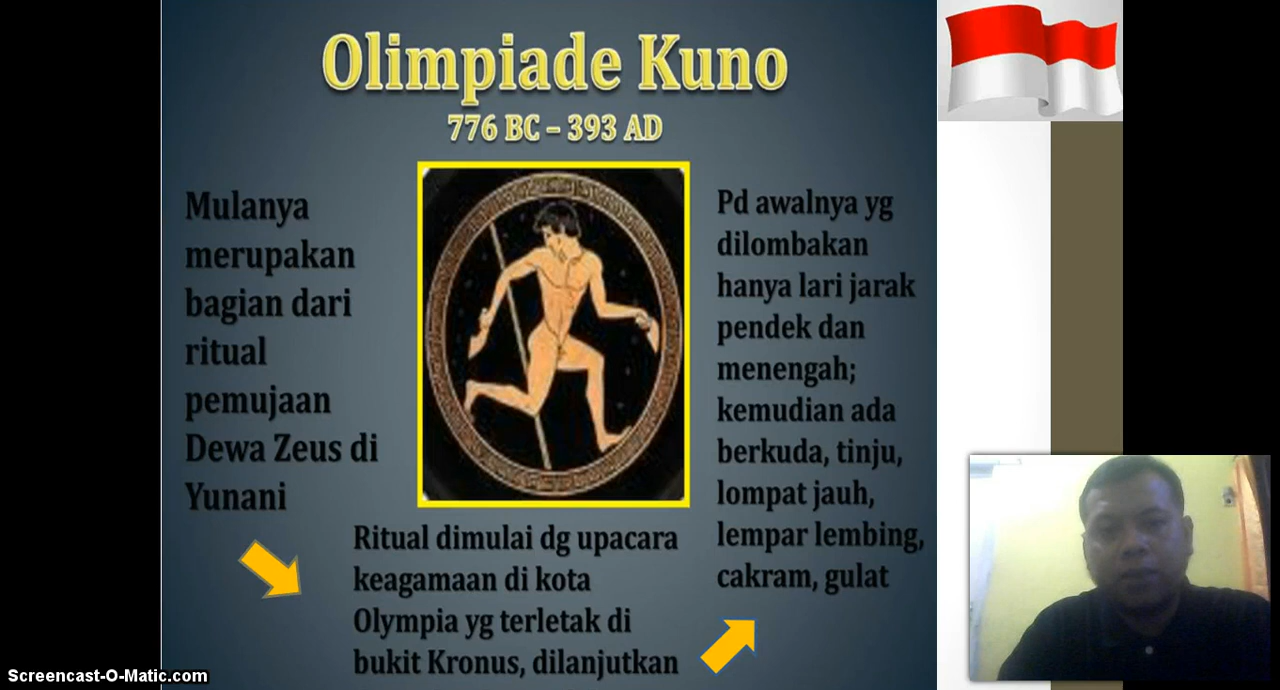 Olimpiade Kuno
776 BC – 393 AD
Mulanya
merupakan
bagian dari
ritual
pemujaan
Dewa Zeus di
Yunani
Ritual dimulai dg upacara
keagamaan di kota
Olympia yg terletak di
bukit Kronus, dilanjutkan
Pd awalnya yg
dilombakan
hanya lari jarak
pendek dan
menengah;
kemudian ada
berkuda, tinju,
lompat jauh,
lempar lembing,
cakram, gulat
Screencast-O-Matic.com